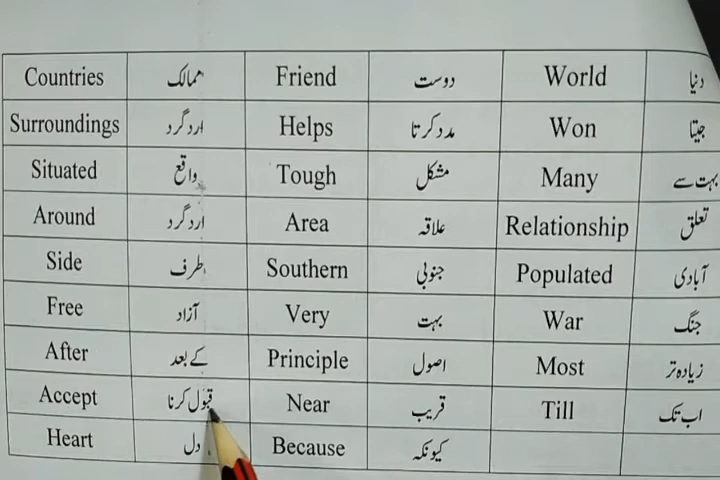 Countries ممالک Friend دوست World دنیا
Surroundings اردگرد Helps مددکرتا Won جیتا
Situated واقع Tough مشکل Many بہت سے
Around اردگرد Area علاقہ Relationship تعلق
Side طرف Southern جنوبی Populated آبادی
Free آزاد Very بہت War جنگ
After کے بعد Principle اصول Most زیادہ تر
Accept قبول کرنا Near قریب Till اب تک
Heart دل Because کیونکہ